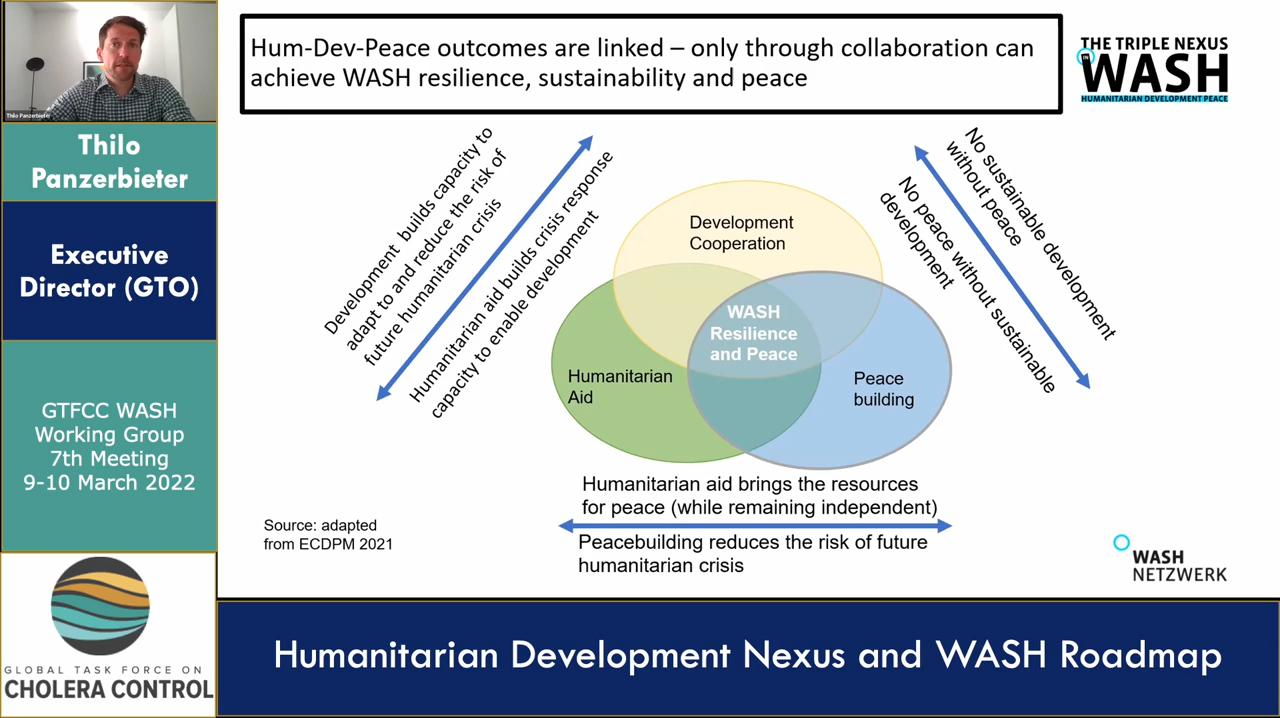 Thilo Panzerbieter
Thilo
Panzerbieter
Executive
Director (GTO)
GTFCC WASH
Working Group
7th Meeting
9-10 March 2022
GLOBAL TASK FORCE ON
CHOLERA CONTROL
Hum-Dev-Peace outcomes are linked – only through collaboration can
achieve WASH resilience, sustainability and peace
THE TRIPLE NEXUS
IN
WASH
HUMANITARIAN DEVELOPMENT PEACE
Development builds capacity to
adapt to and reduce the risk of
future humanitarian crisis
Humanitarian aid builds crisis response
capacity to enable development
No sustainable development
without peace
No peace without sustainable
development
Development
Cooperation
WASH
Resilience
and Peace
Humanitarian
Aid
Peace
building
Humanitarian aid brings the resources
for peace (while remaining independent)
Peacebuilding reduces the risk of future
humanitarian crisis
Source: adapted
from ECDPM 2021
WASH
NETZWERK
Humanitarian Development Nexus and WASH Roadmap